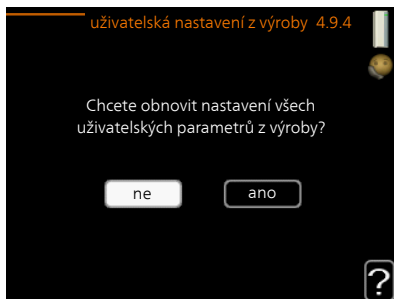 uživatelská nastavení z výroby 4.9.4
Chcete obnovit nastavení všech
uživatelských parametrů z výroby?
ne ano
?